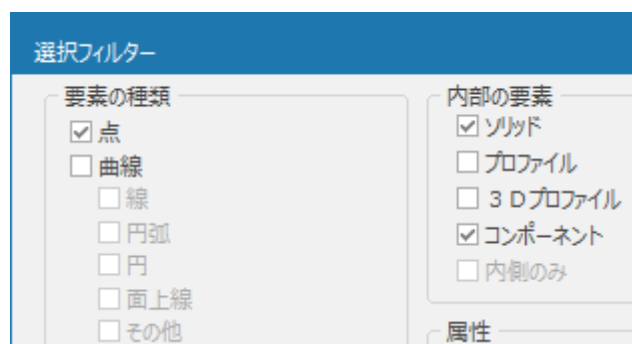 選択フィルター
要素の種類
点
曲線
線
円弧
円
面上線
その他
内部の要素
ソリッド
プロファイル
３Ｄプロファイル
コンポーネント
内側のみ
属性